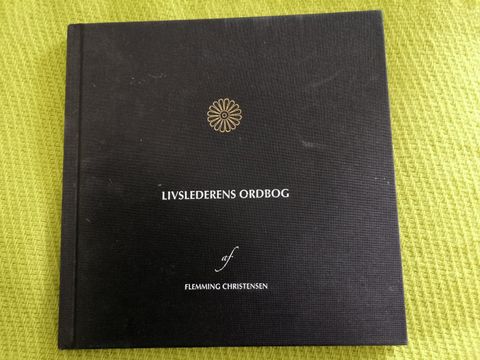 LIVSLEDERENS ORDBOG
af
FLEMMING CHRISTENSEN